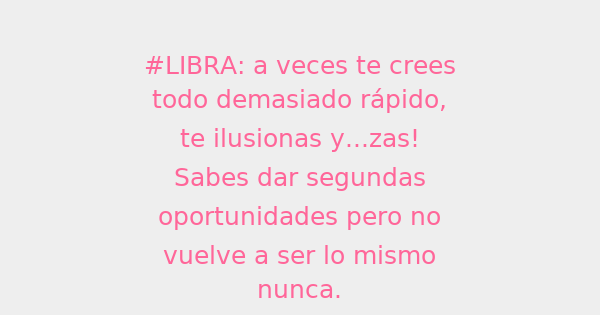 #LIBRA: a veces te crees
todo demasiado rápido,
te ilusionas y...zas!
Sabes dar segundas
oportunidades pero no
vuelve a ser lo mismo
nunca.